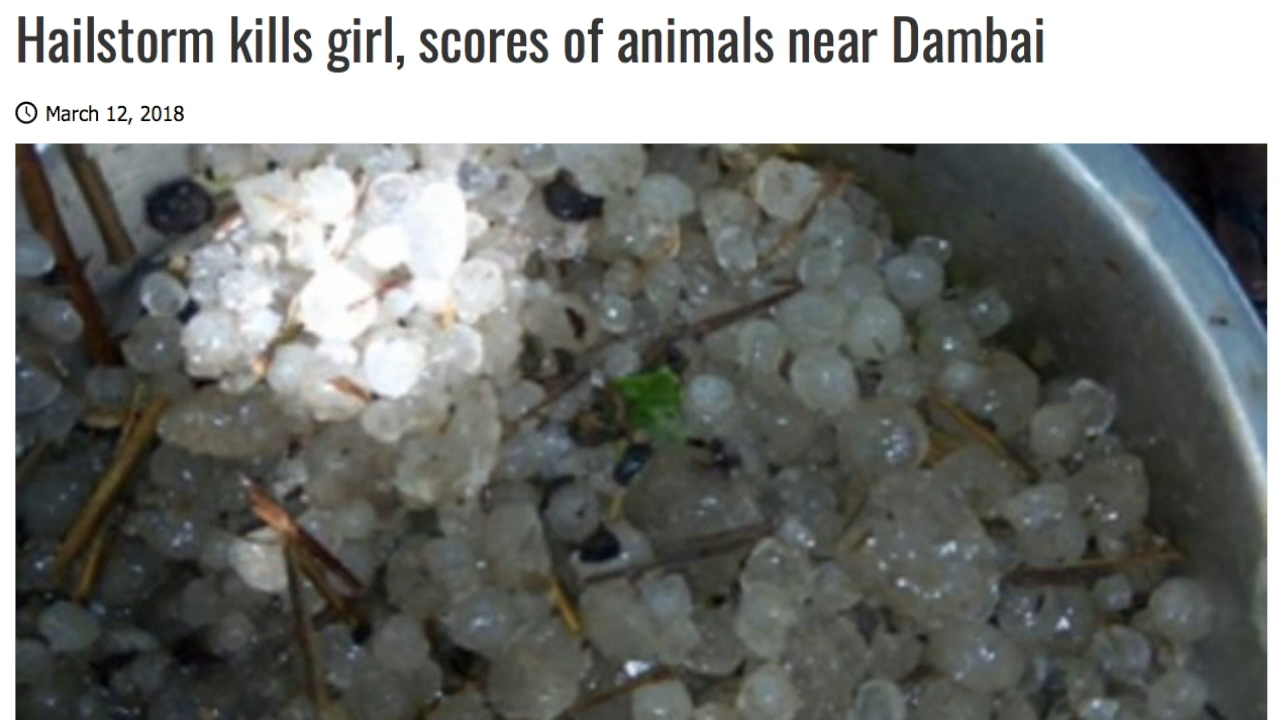 Hailstorm kills girl, scores of animals near Dambai
March 12, 2018